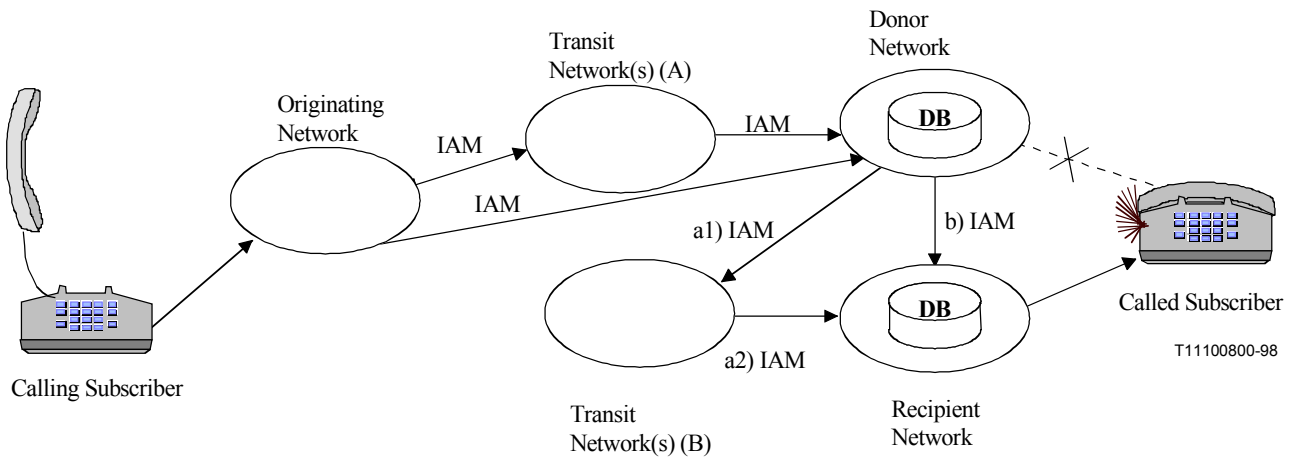 Donor
Network
Transit
Network(s) (A)
Originating
Network
DB
IAM
IAM
IAM
a1) IAM
b) IAM
DB
a2) IAM
Called Subscriber
T11100800-98
Calling Subscriber
Transit
Network(s) (B)
Recipient
Network